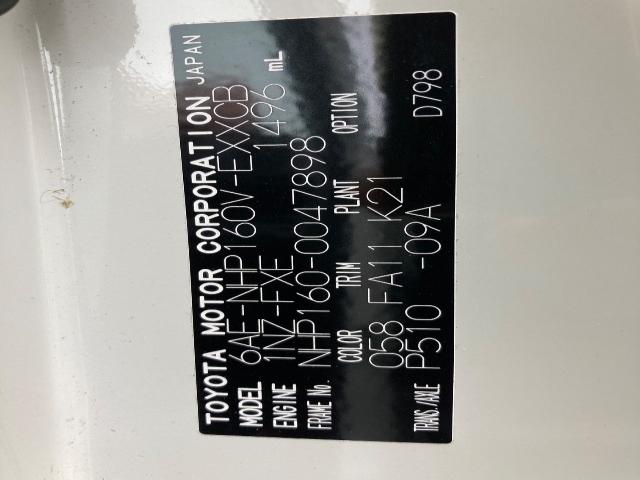 TOYOTA MOTOR CORPORATION JAPAN
MODEL 6AE-NHP160V-EXXCB
ENGINE 1NZ-FXE 1496 mL
FRAME No. NHP160-0047898
COLOR TRIM PLANT OPTION
058 FA11 K21
TRANS./AXLE P510 -09A D798